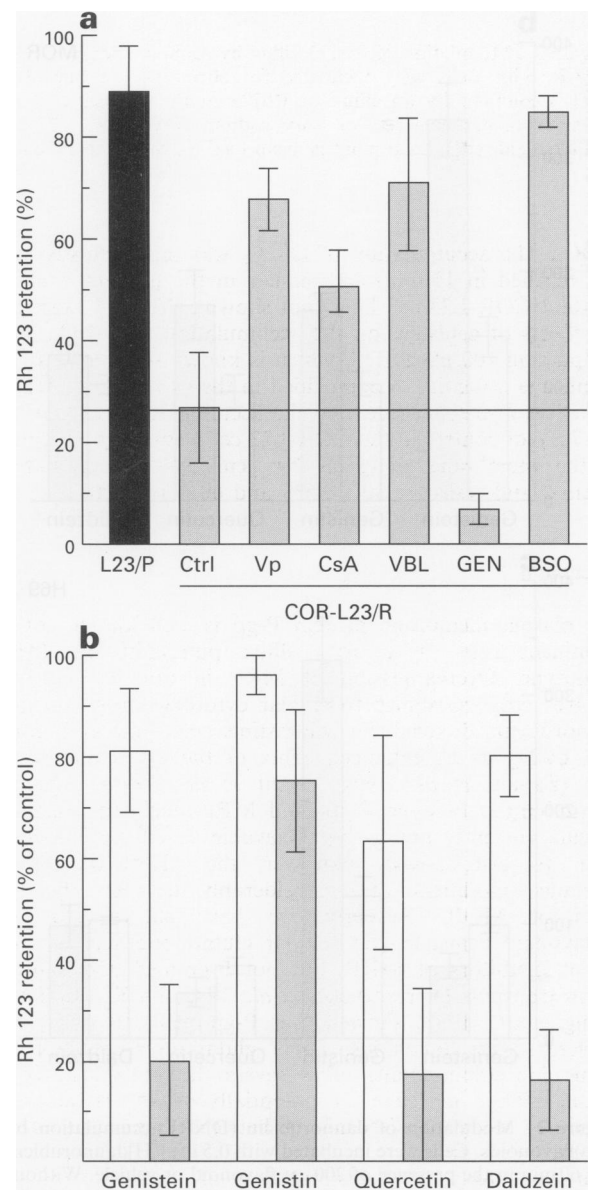 a
Rh 123 retention (%)
100
80
60
40
20
0
L23/P Ctrl Vp CsA VBL GEN BSO
COR-L23/R
b
Rh 123 retention (% of control)
100
80
60
40
20
Genistein Genistin Quercetin Daidzein